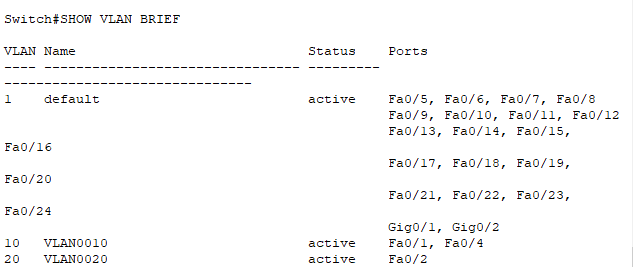 Switch#SHOW VLAN BRIEF
VLAN Name Status Ports
---- -------------------------------- ---------
-------------------------------
1 default active Fa0/5, Fa0/6, Fa0/7, Fa0/8
Fa0/9, Fa0/10, Fa0/11, Fa0/12
Fa0/13, Fa0/14, Fa0/15,
Fa0/16
Fa0/17, Fa0/18, Fa0/19,
Fa0/20
Fa0/21, Fa0/22, Fa0/23,
Fa0/24
Gig0/1, Gig0/2
10 VLAN0010 active Fa0/1, Fa0/4
20 VLAN0020 active Fa0/2